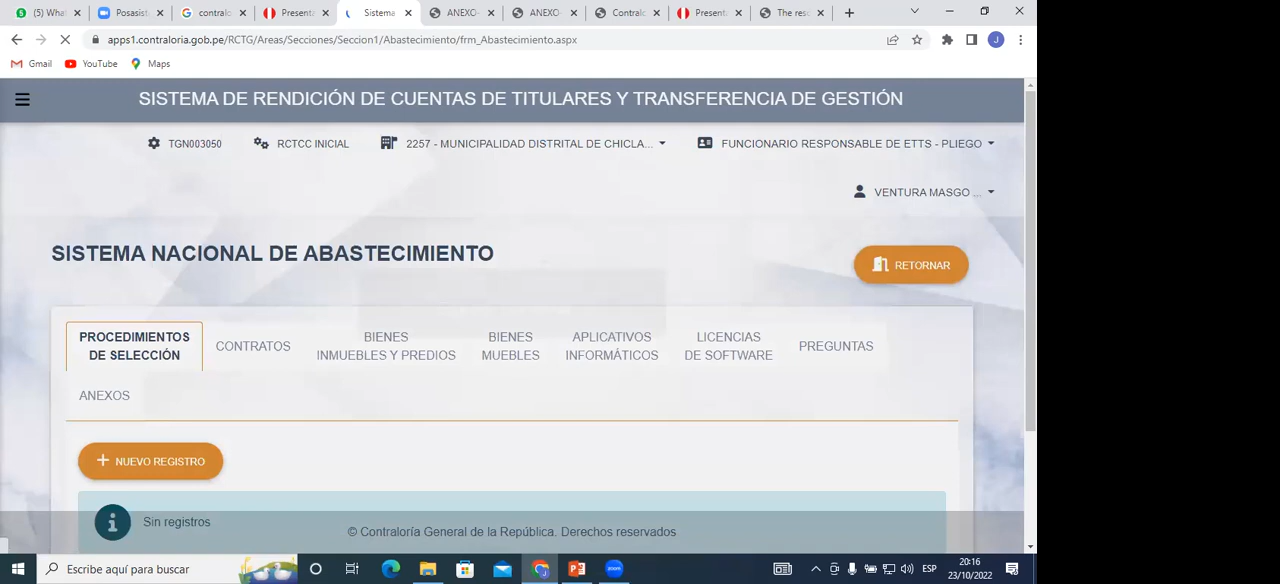 (5) What
Posasist
contralo
Present
Sistema
ANEXO-
ANEXO-
Contralc
Present
The resc
apps1.contraloria.gob.pe/RCTG/Areas/Secciones/Seccion1/Abastecimiento/frm_Abastecimiento.aspx
J
Gmail YouTube Maps
SISTEMA DE RENDICIÓN DE CUENTAS DE TITULARES Y TRANSFERENCIA DE GESTIÓN
TGN003050 RCTCC INICIAL 2257 - MUNICIPALIDAD DISTRITAL DE CHICLA... FUNCIONARIO RESPONSABLE DE ETTS - PLIEGO
VENTURA MASGO ...
SISTEMA NACIONAL DE ABASTECIMIENTO
RETORNAR
PROCEDIMIENTOS
DE SELECCIÓN
CONTRATOS
BIENES
INMUEBLES Y PREDIOS
BIENES
MUEBLES
APLICATIVOS
INFORMÁTICOS
LICENCIAS
DE SOFTWARE
PREGUNTAS
ANEXOS
+ NUEVO REGISTRO
Sin registros
© Contraloría General de la República. Derechos reservados
Escribe aquí para buscar
zoom
ESP
20:16
23/10/2022